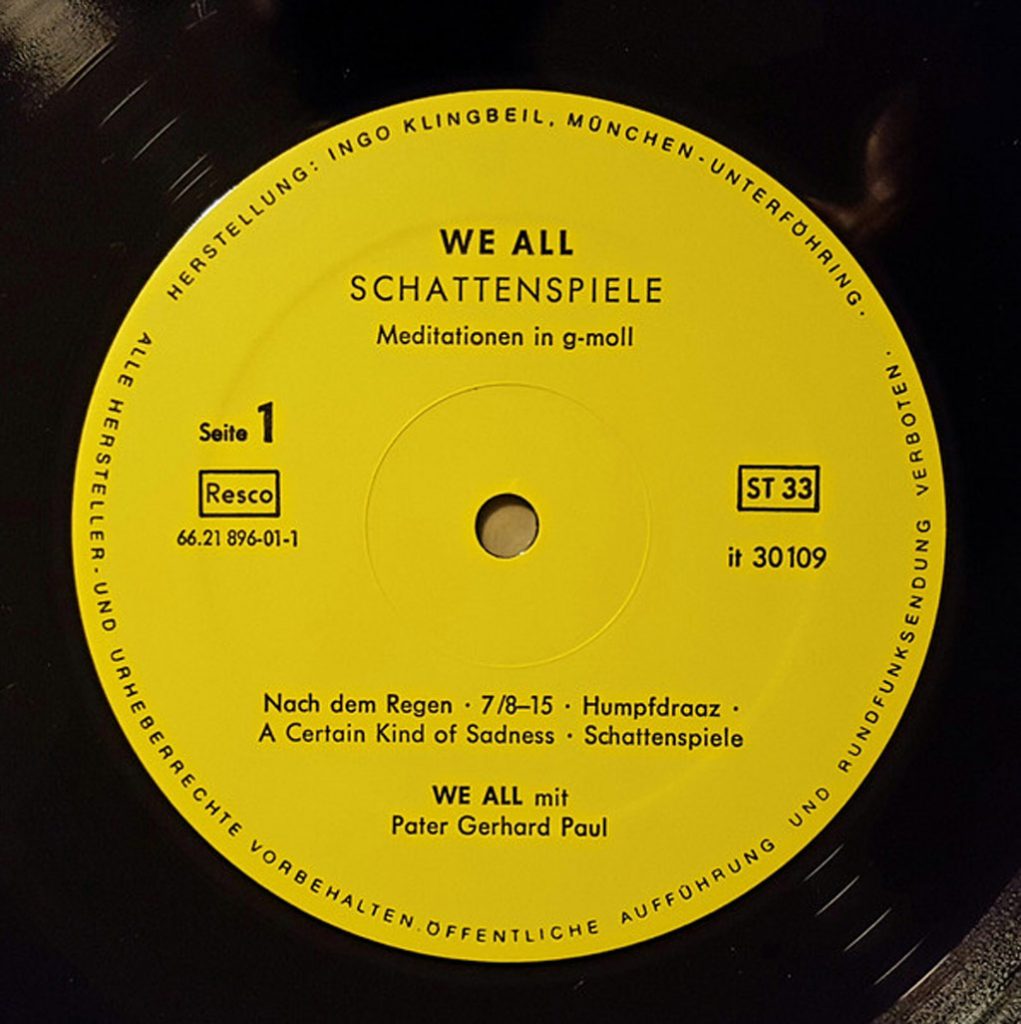 HERSTELLUNG: INGO KLINGBEIL, MÜNCHEN-UNTERFÖHRING ·
WE ALL
SCHATTENSPIELE
Meditationen in g-moll
Seite 1
Resco
66.21 896-01-1
ST 33
it 30109
Nach dem Regen · 7/8–15 · Humpfdraaz ·
A Certain Kind of Sadness · Schattenspiele
WE ALL mit
Pater Gerhard Paul
ALLE HERSTELLER- UND URHEBERRECHTE VORBEHALTEN. ÖFFENTLICHE AUFFÜHRUNG UND RUNDFUNKSENDUNG VERBOTEN ·